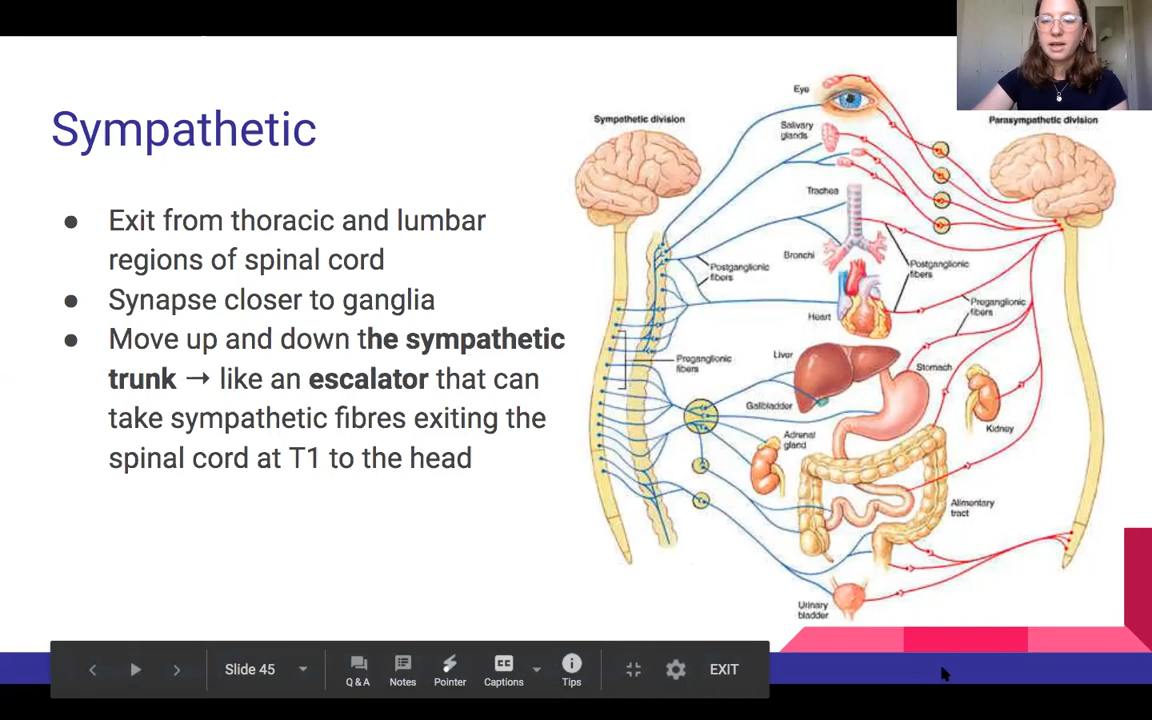 Sympathetic
● Exit from thoracic and lumbar
regions of spinal cord
● Synapse closer to ganglia
● Move up and down the sympathetic
trunk → like an escalator that can
take sympathetic fibres exiting the
spinal cord at T1 to the head
Sympathetic division
Parasympathetic division
Eye
Salivary
glands
Trachea
Bronchi
Postganglionic
fibers
Postganglionic
fibers
Heart
Preganglionic
fibers
Preganglionic
fibers
Liver
Stomach
Gallbladder
Kidney
Adrenal
gland
Alimentary
tract
Urinary
bladder
Slide 45
Q & A
Notes
Pointer
CC
Captions
Tips
EXIT